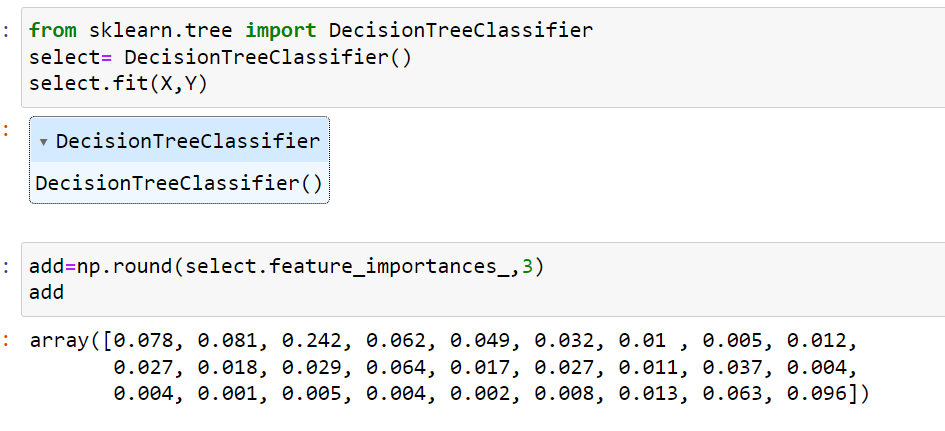 : from sklearn.tree import DecisionTreeClassifier
select= DecisionTreeClassifier()
select.fit(X,Y)
: ▾ DecisionTreeClassifier
DecisionTreeClassifier()
: add=np.round(select.feature_importances_,3)
add
: array([0.078, 0.081, 0.242, 0.062, 0.049, 0.032, 0.01 , 0.005, 0.012,
0.027, 0.018, 0.029, 0.064, 0.017, 0.027, 0.011, 0.037, 0.004,
0.004, 0.001, 0.005, 0.004, 0.002, 0.008, 0.013, 0.063, 0.096])